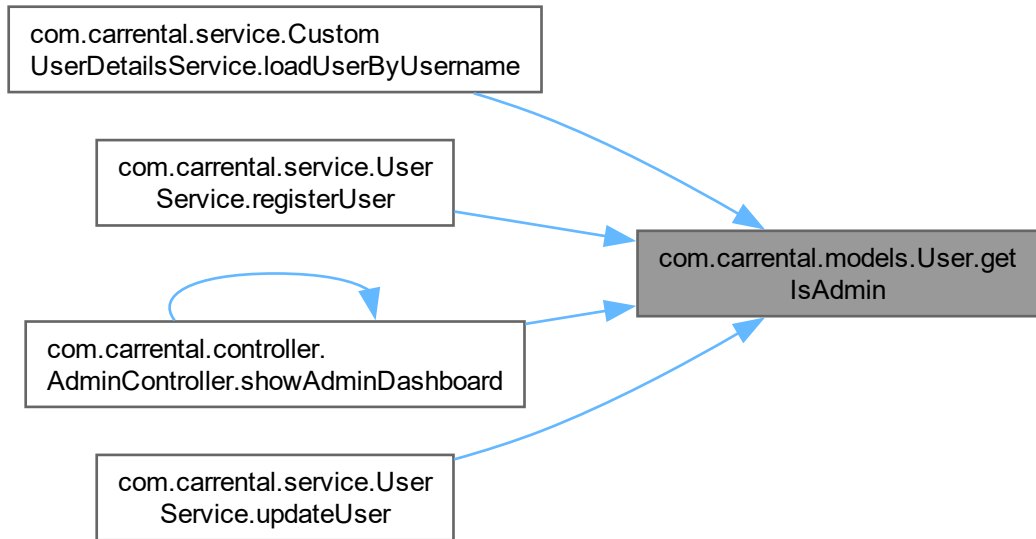 com.carrental.service.Custom
UserDetailsService.loadUserByUsername
com.carrental.service.User
Service.registerUser
com.carrental.models.User.get
IsAdmin
com.carrental.controller.
AdminController.showAdminDashboard
com.carrental.service.User
Service.updateUser